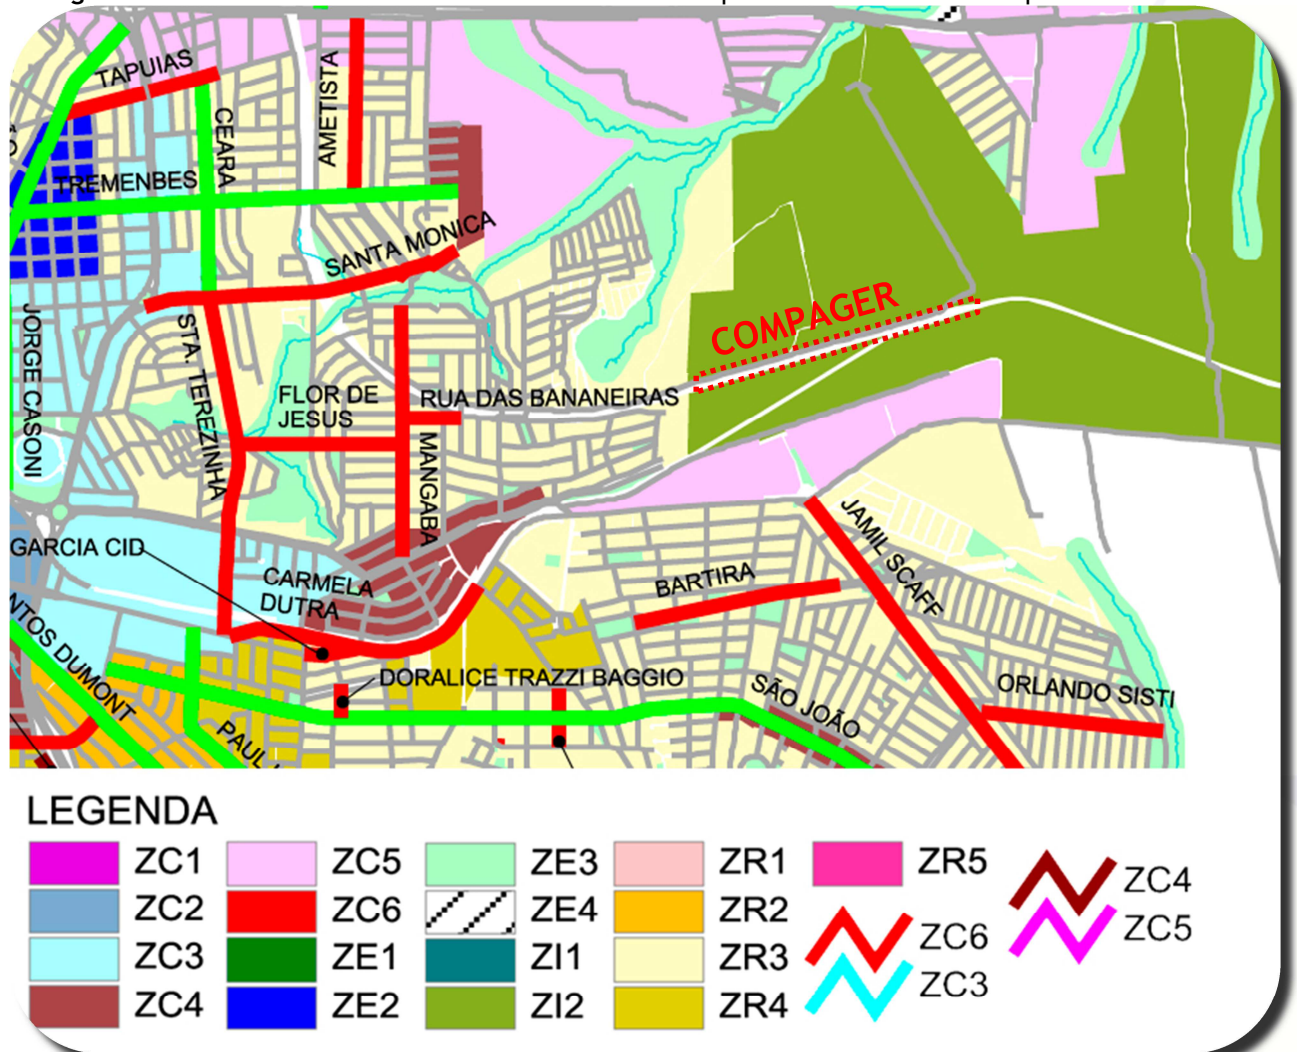 TAPUIAS
CEARA
AMETISTA
TREMENBES
SANTA MONICA
COMPAGER
JORGE CASONI
STA. TEREZINHA
FLOR DE
JESUS
RUA DAS BANANEIRAS
MANGABA
GARCIA CID
CARMELA
DUTRA
BARTIRA
JAMIL SCAFF
NTOS DUMONT
DORALICE TRAZZI BAGGIO
SÃO JOÃO
ORLANDO SISTI
PAUL
LEGENDA
ZC1 ZC5 ZE3 ZR1 ZR5
ZC4
ZC2 ZC6 ZE4 ZR2
ZC6 ZC5
ZC3 ZE1 ZI1 ZR3
ZC3
ZC4 ZE2 ZI2 ZR4